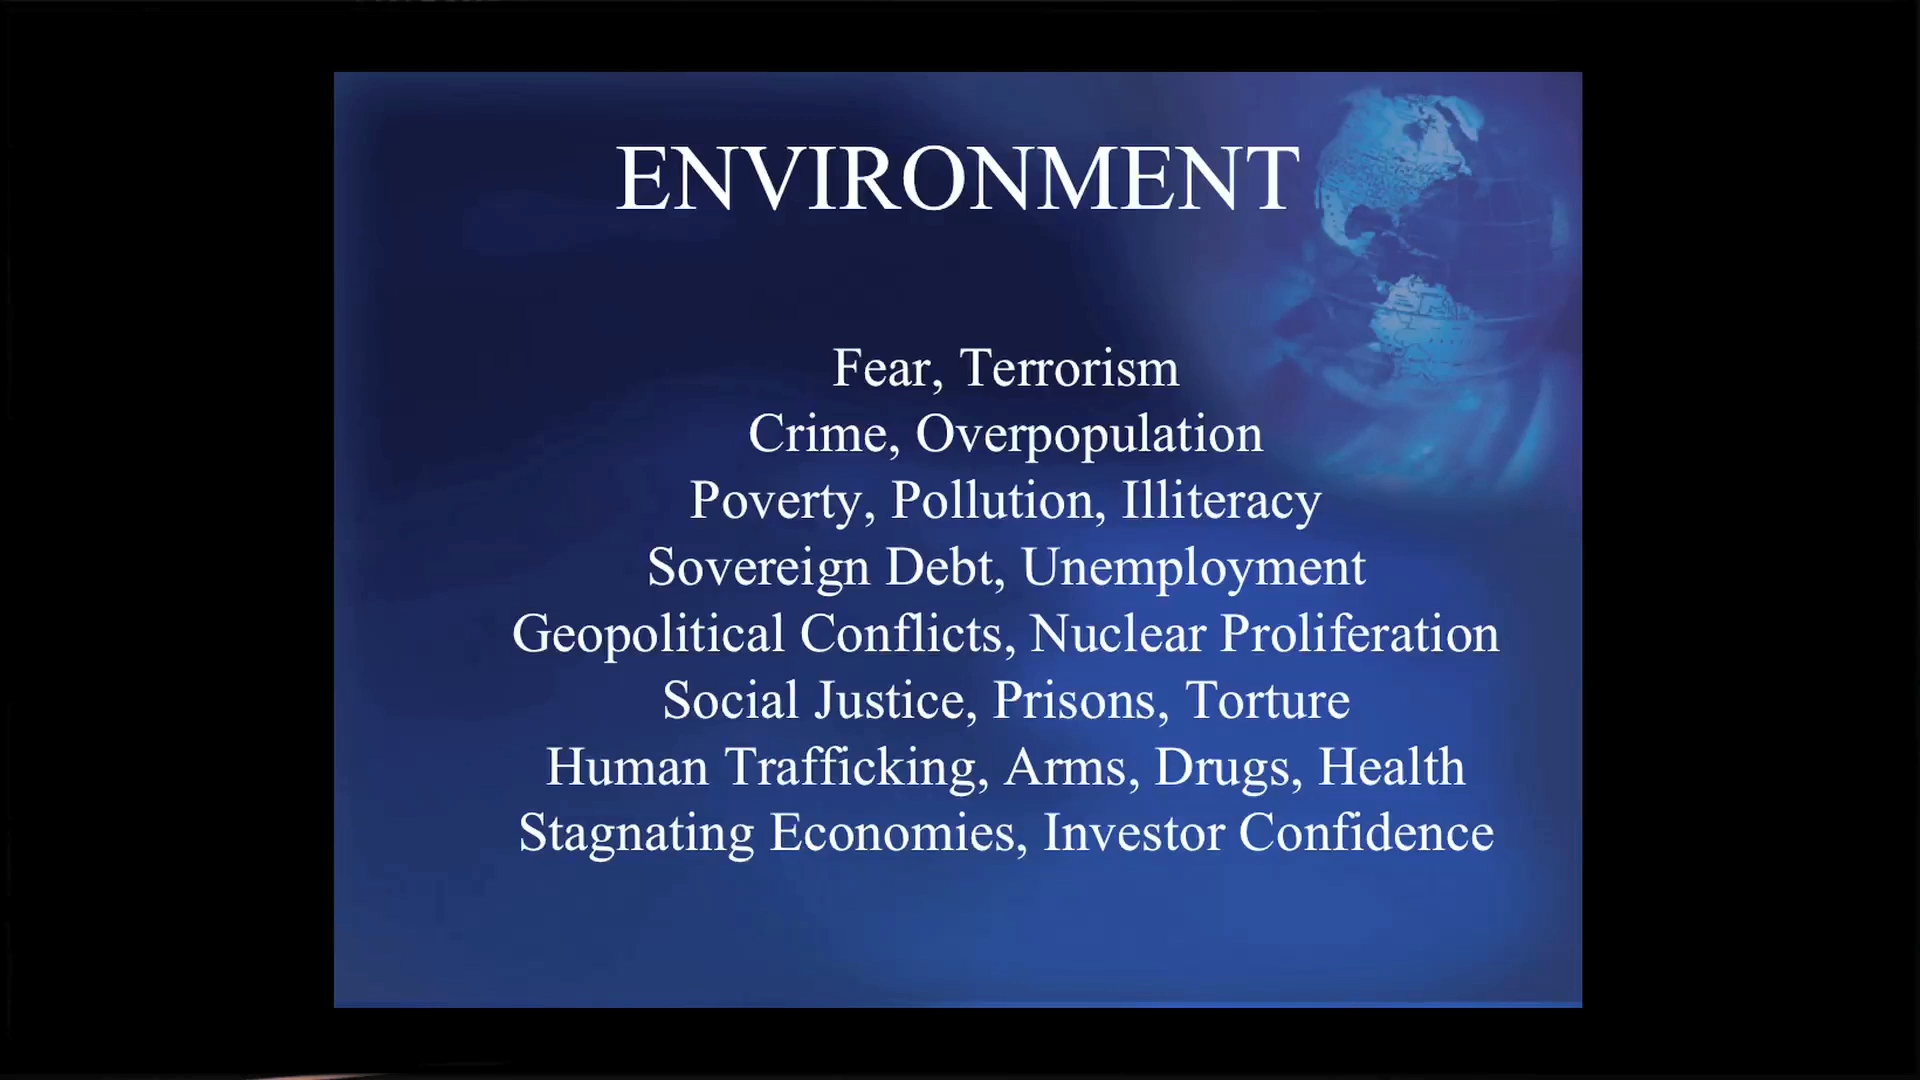 ENVIRONMENT
Fear, Terrorism
Crime, Overpopulation
Poverty, Pollution, Illiteracy
Sovereign Debt, Unemployment
Geopolitical Conflicts, Nuclear Proliferation
Social Justice, Prisons, Torture
Human Trafficking, Arms, Drugs, Health
Stagnating Economies, Investor Confidence